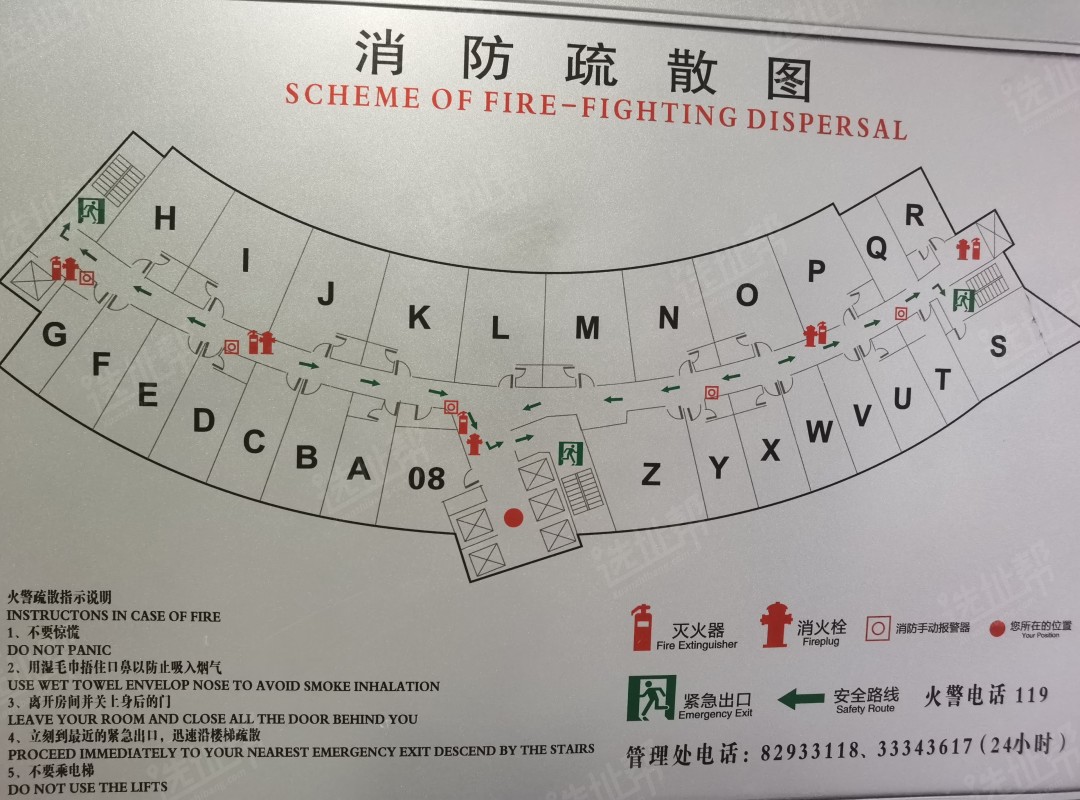 消防疏散图
SCHEME OF FIRE-FIGHTING DISPERSAL
H
I
J
K
L
M
N
O
P
Q
R
G
F
E
D
C
B
A
08
Z
Y
X
W
V
U
T
S
火警疏散指示说明
INSTRUCTONS IN CASE OF FIRE
1、不要惊慌
DO NOT PANIC
2、用湿毛巾捂住口鼻以防止吸入烟气
USE WET TOWEL ENVELOP NOSE TO AVOID SMOKE INHALATION
3、离开房间并关上身后的门
LEAVE YOUR ROOM AND CLOSE ALL THE DOOR BEHIND YOU
4、立刻到最近的紧急出口，迅速沿楼梯疏散
PROCEED IMMEDIATELY TO YOUR NEAREST EMERGENCY EXIT DESCEND BY THE STAIRS
5、不要乘电梯
DO NOT USE THE LIFTS
灭火器
Fire Extinguisher
消火栓
Fireplug
消防手动报警器
您所在的位置
Your Position
紧急出口
Emergency Exit
安全路线
Safety Route
火警电话 119
管理处电话：82933118、33343617（24小时）
选址帮